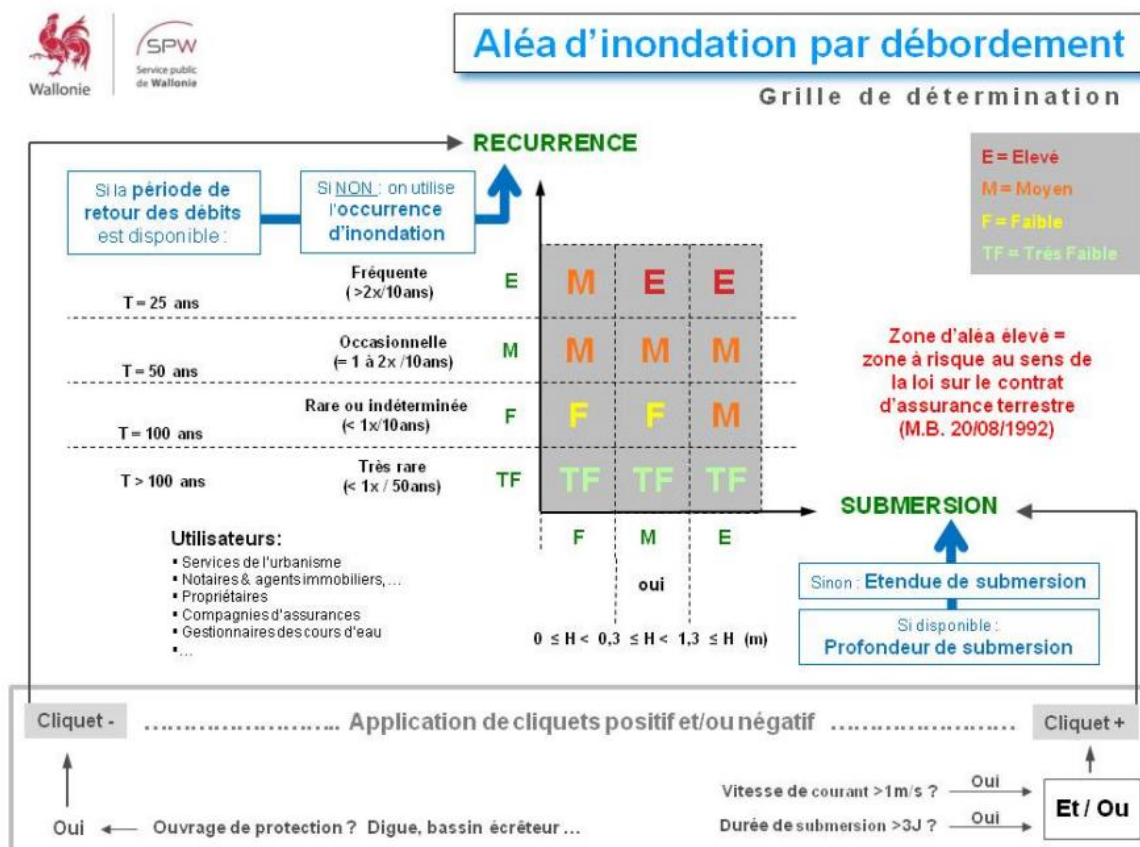 Wallonie
SPW
Service public
de Wallonie
Aléa d'inondation par débordement
Grille de détermination
RECURRENCE
E = Elevé
M = Moyen
F = Faible
TF = Trés Faible
Si la période de
retour des débits
est disponible :
Si NON : on utilise
l'occurrence
d'inondation
T = 25 ans
Fréquente
( >2x/10ans)
E
M E E
T = 50 ans
Occasionnelle
(= 1 à 2x /10ans)
M
M M M
T = 100 ans
Rare ou indéterminée
(< 1x/10ans)
F
F F M
T > 100 ans
Très rare
(< 1x / 50ans)
TF
TF TF TF
Zone d'aléa élevé =
zone à risque au sens de
la loi sur le contrat
d'assurance terrestre
(M.B. 20/08/1992)
SUBMERSION
F M E
oui
0 ≤ H < 0,3 ≤ H < 1,3 ≤ H (m)
Utilisateurs:
▪ Services de l'urbanisme
▪ Notaires & agents immobiliers, …
▪ Propriétaires
▪ Compagnies d'assurances
▪ Gestionnaires des cours d'eau
▪ …
Sinon : Etendue de submersion
Si disponible :
Profondeur de submersion
Cliquet - ……………………….. Application de cliquets positif et/ou négatif ……………………… Cliquet +
Vitesse de courant >1m/s ? Oui
Durée de submersion >3J ? Oui
Et / Ou
Oui Ouvrage de protection ? Digue, bassin écrêteur …